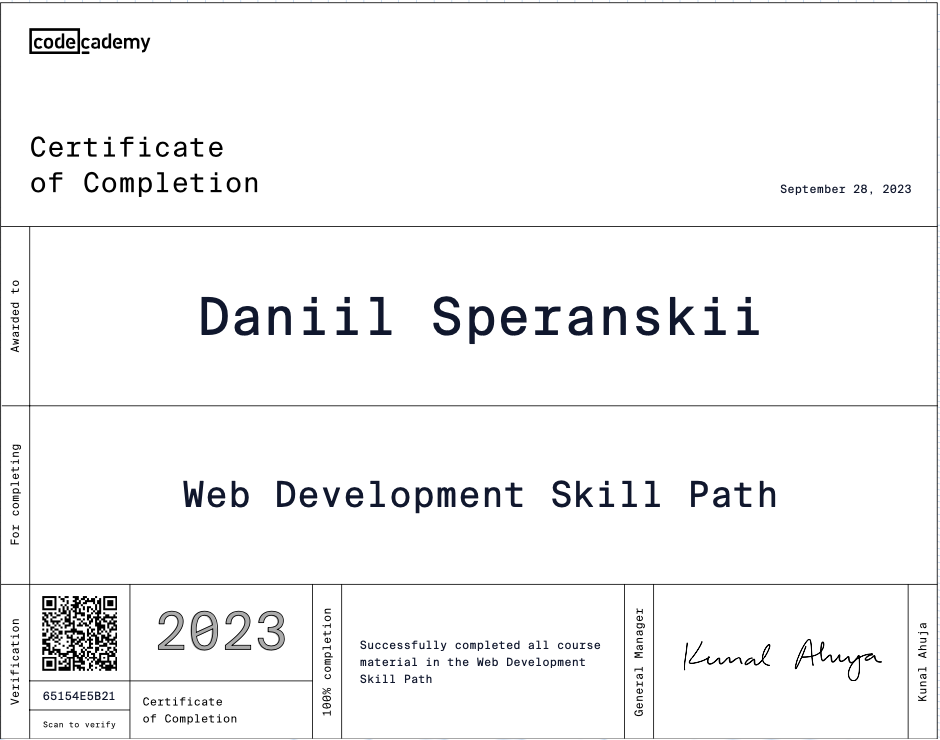 codecademy
Certificate
of Completion
September 28, 2023
Awarded to
Daniil Speranskii
For completing
Web Development Skill Path
Verification
65154E5B21
Scan to verify
2023
Certificate
of Completion
100% completion
Successfully completed all course
material in the Web Development
Skill Path
General Manager
Kunal Ahuja
Kunal Ahuja